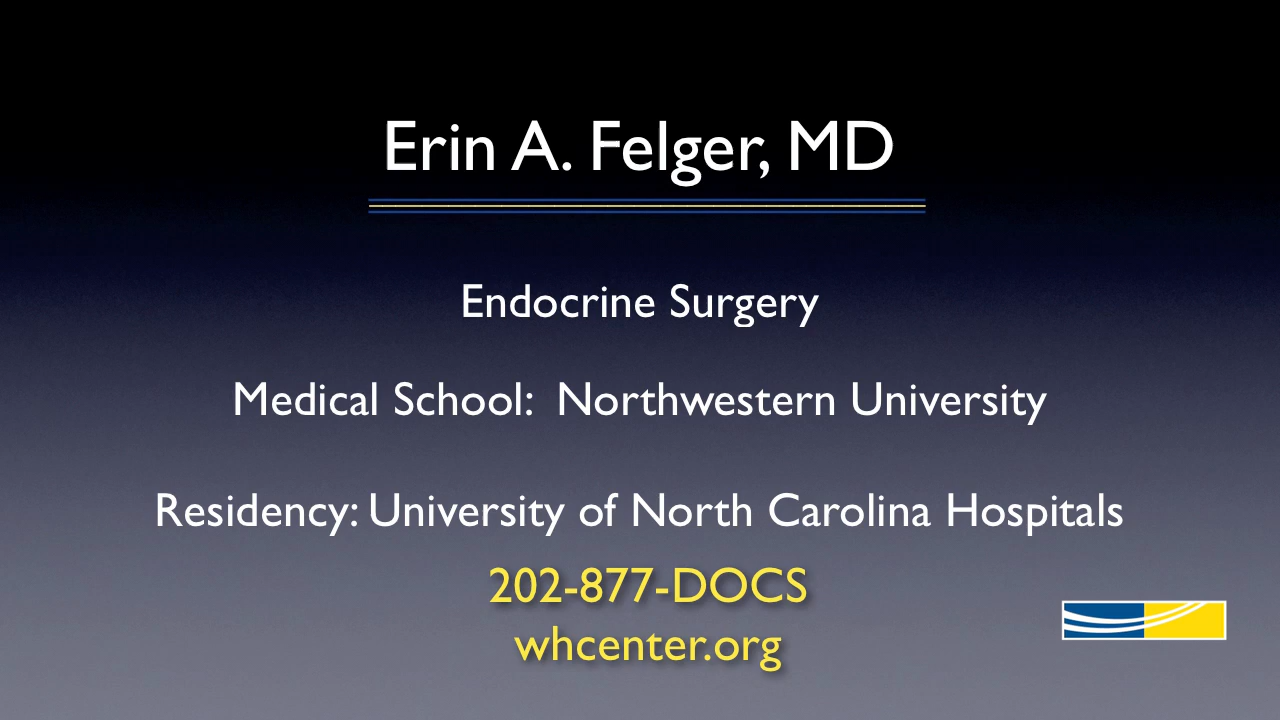 Erin A. Felger, MD
Endocrine Surgery
Medical School: Northwestern University
Residency: University of North Carolina Hospitals
202-877-DOCS
whcenter.org